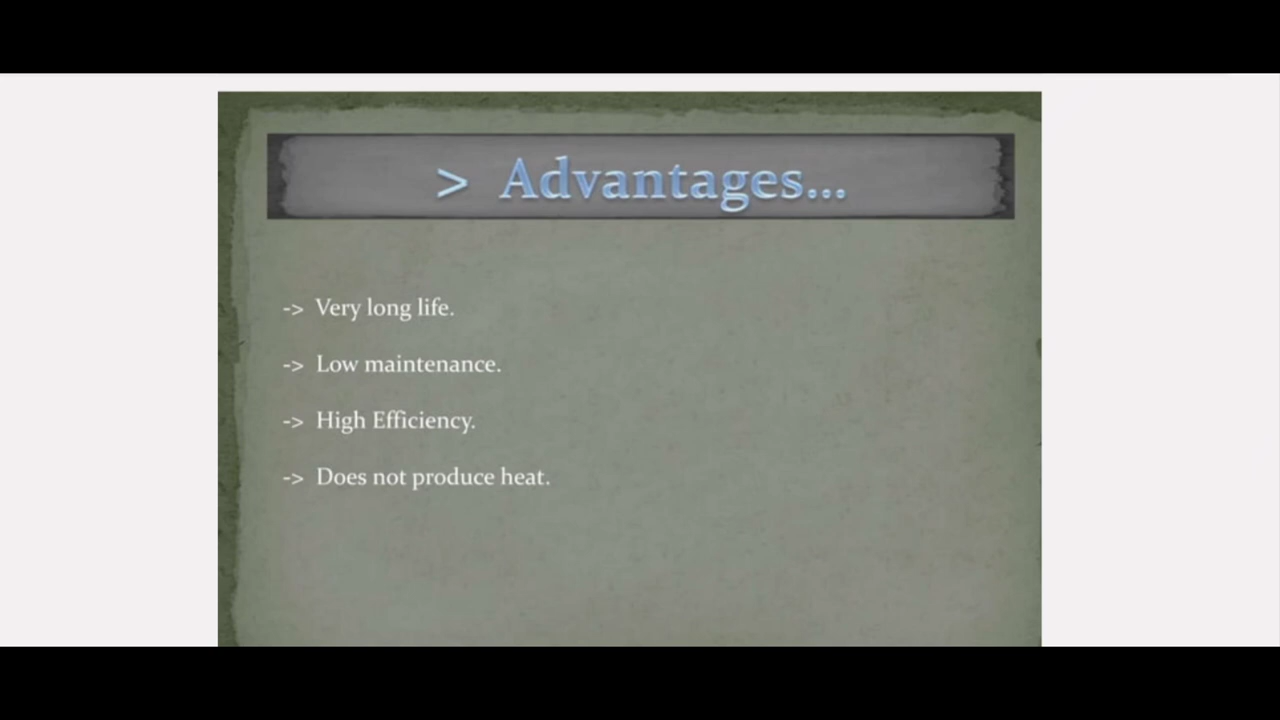 > Advantages...
-> Very long life.
-> Low maintenance.
-> High Efficiency.
-> Does not produce heat.